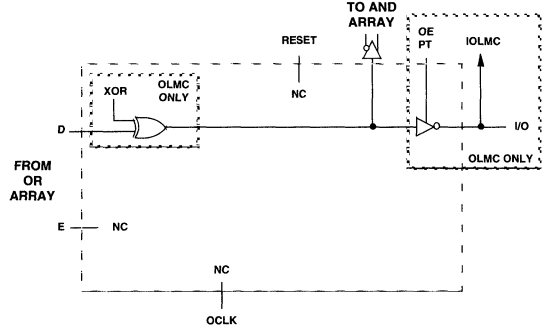 TO AND
ARRAY
RESET
OE
PT
IOLMC
XOR
OLMC
ONLY
NC
D
I/O
FROM
OR
ARRAY
OLMC ONLY
E
NC
NC
OCLK